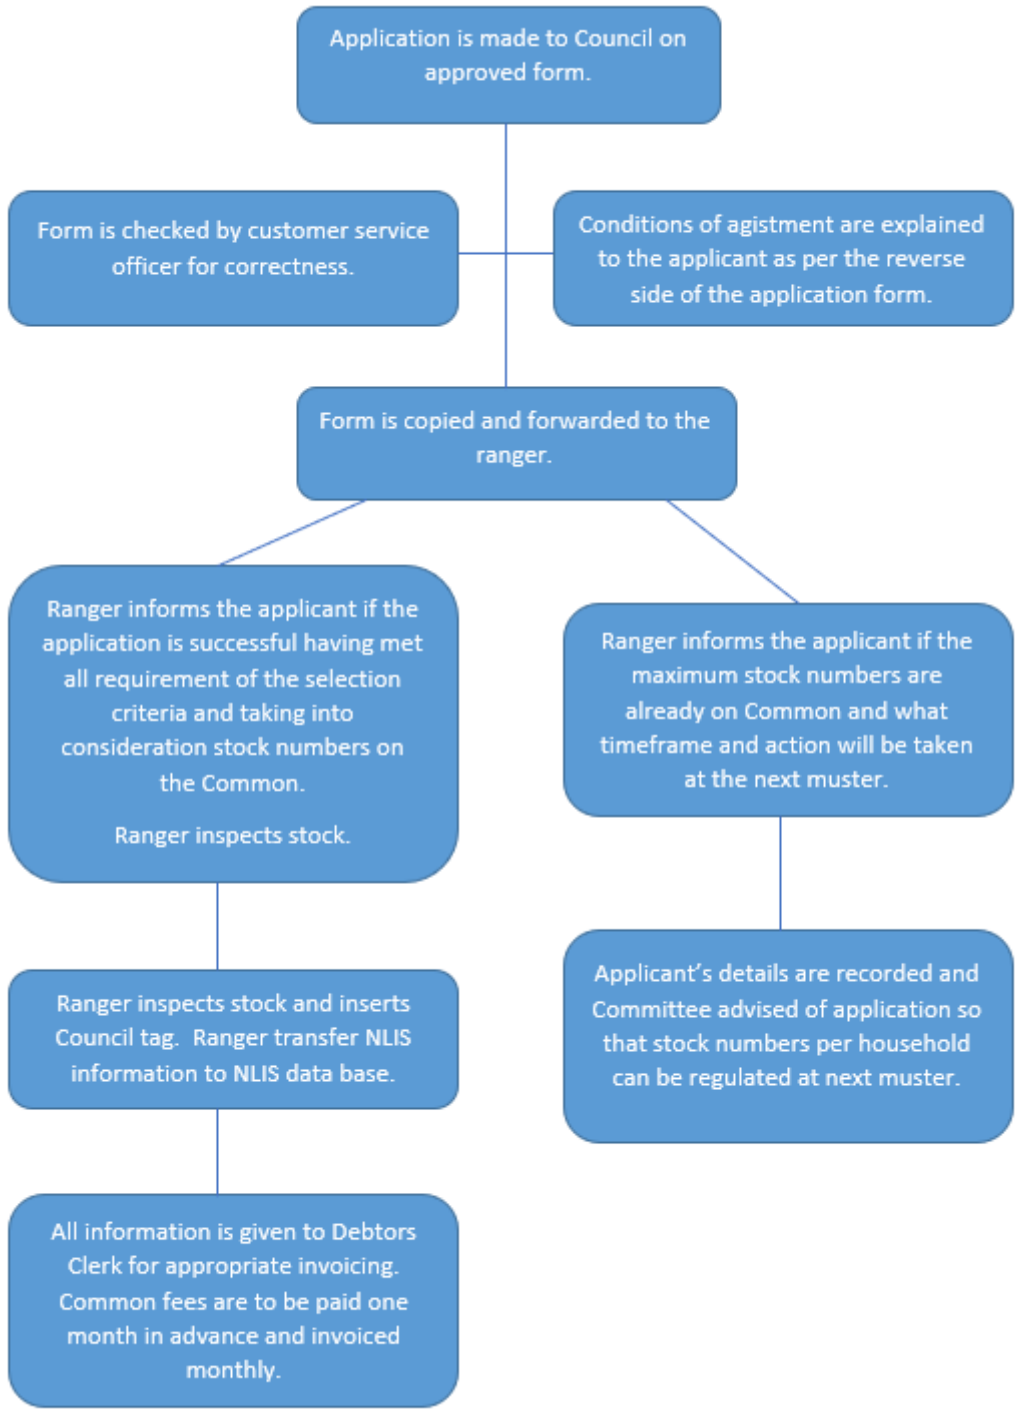 Application is made to Council on
approved form.
Form is checked by customer service
officer for correctness.
Conditions of agistment are explained
to the applicant as per the reverse
side of the application form.
Form is copied and forwarded to the
ranger.
Ranger informs the applicant if the
application is successful having met
all requirement of the selection
criteria and taking into
consideration stock numbers on
the Common.
Ranger inspects stock.
Ranger informs the applicant if the
maximum stock numbers are
already on Common and what
timeframe and action will be taken
at the next muster.
Ranger inspects stock and inserts
Council tag.  Ranger transfer NLIS
information to NLIS data base.
Applicant’s details are recorded and
Committee advised of application so
that stock numbers per household
can be regulated at next muster.
All information is given to Debtors
Clerk for appropriate invoicing.
Common fees are to be paid one
month in advance and invoiced
monthly.